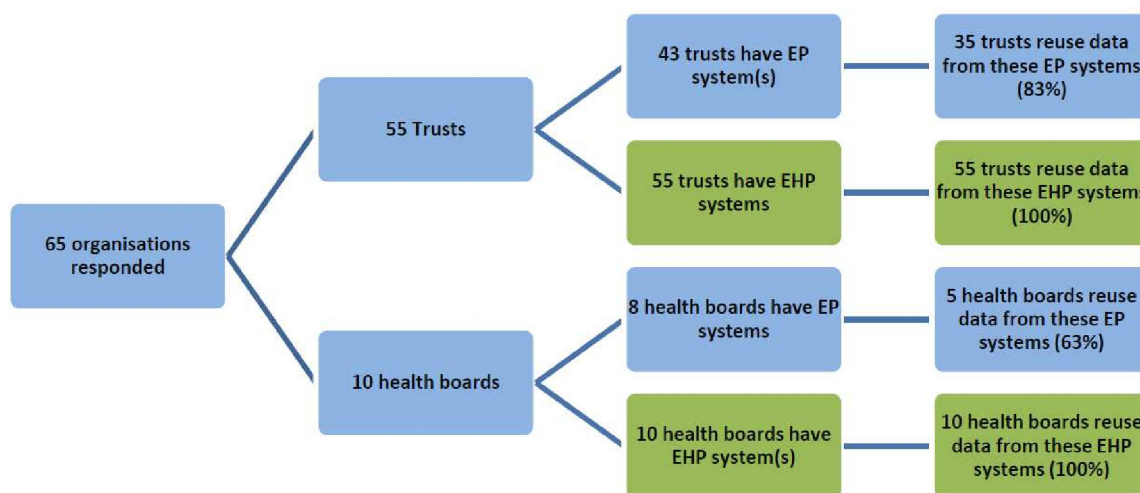 43 trusts have EP
system(s)
35 trusts reuse data
from these EP systems
(83%)
55 Trusts
55 trusts have EHP
systems
55 trusts reuse data
from these EHP systems
(100%)
65 organisations
responded
8 health boards have EP
systems
5 health boards reuse
data from these EP
systems (63%)
10 health boards
10 health boards have
EHP system(s)
10 health boards reuse
data from these EHP
systems (100%)